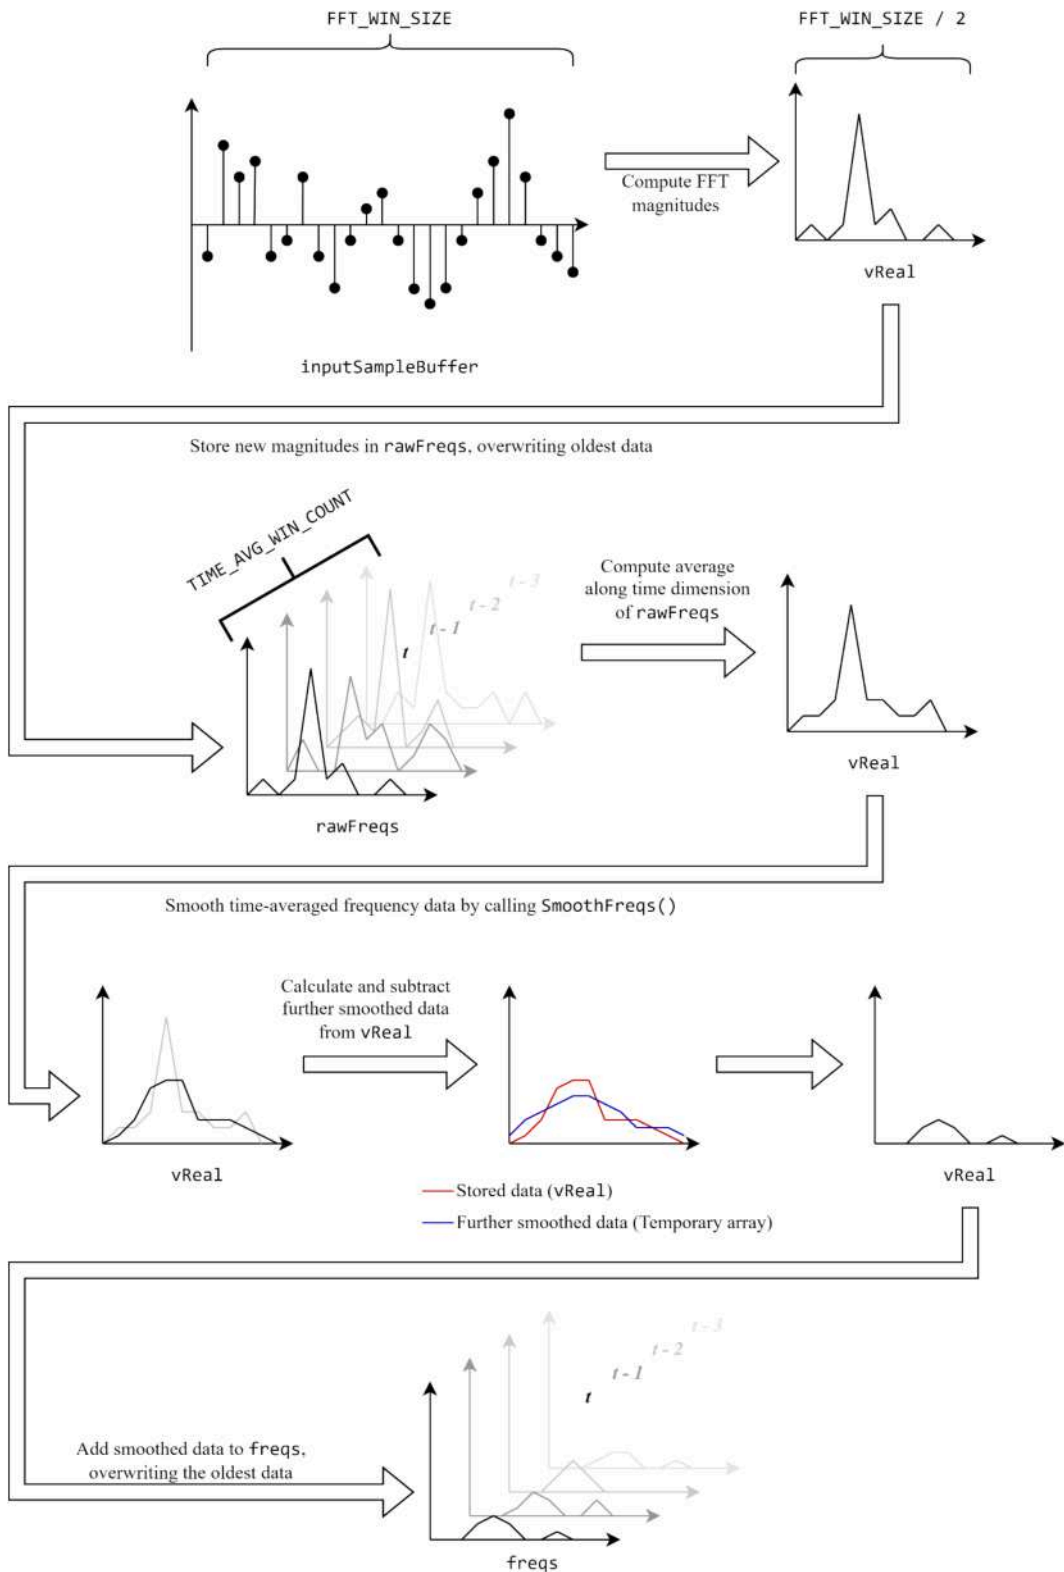 FFT_WIN_SIZE
FFT_WIN_SIZE / 2
Compute FFT
magnitudes
vReal
inputSampleBuffer
Store new magnitudes in rawFreqs, overwriting oldest data
TIME_AVG_WIN_COUNT
t - 3
t - 2
t - 1
t
Compute average
along time dimension
of rawFreqs
vReal
rawFreqs
Smooth time-averaged frequency data by calling SmoothFreqs()
Calculate and subtract
further smoothed data
from vReal
vReal
vReal
Stored data (vReal)
Further smoothed data (Temporary array)
t - 3
t - 2
t - 1
t
Add smoothed data to freqs,
overwriting the oldest data
freqs